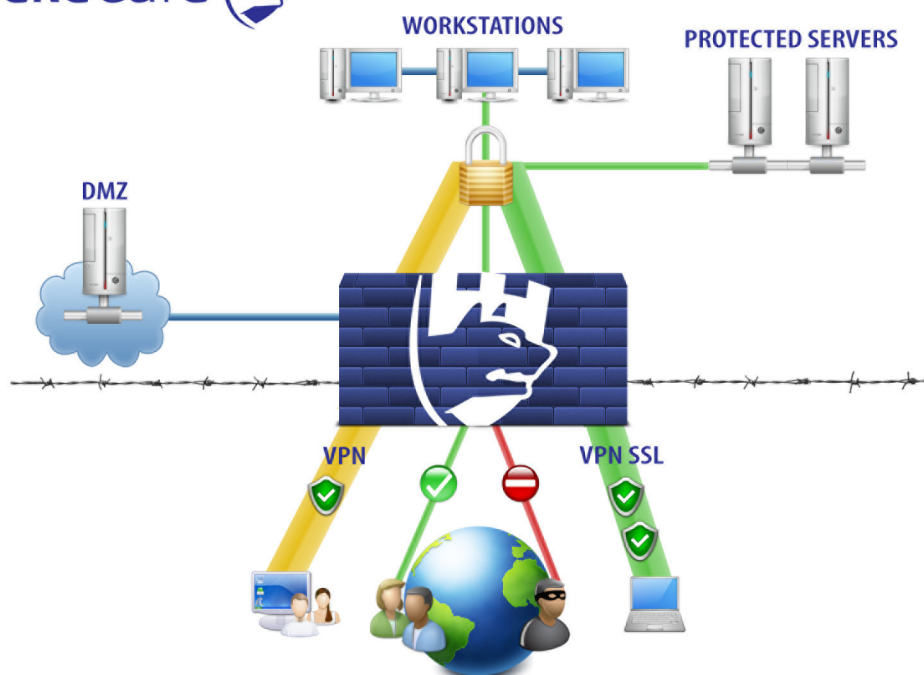 WORKSTATIONS
PROTECTED SERVERS
DMZ
VPN
VPN SSL